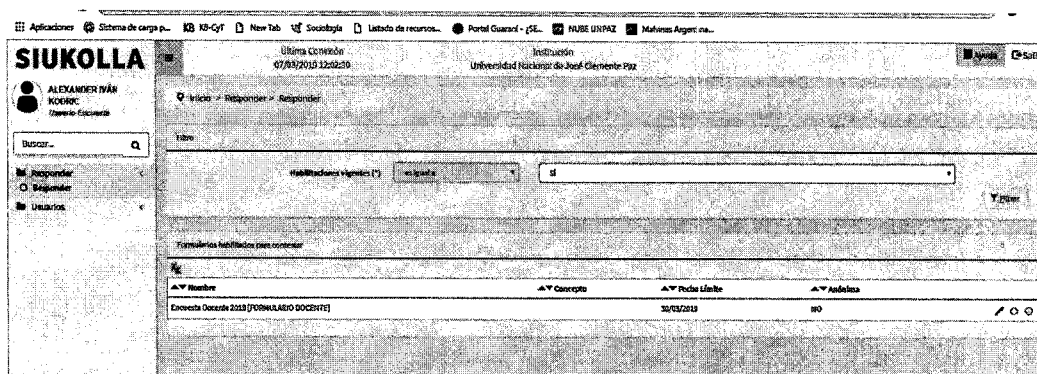 Aplicaciones Sistema de carga p... KB KB-CyT New Tab Sociología Listado de recursos... Portal Guaraní - ¿SE... NUBE UNPAZ Malvinas Argentina...
SIUKOLLA
Última Conexión
07/03/2019 12:02:30
Institución
Universidad Nacional de José Clemente Paz
Ayuda Salir
ALEXANDER IVÁN
KODRIC
Usuario Encuesta
Inicio > Responder > Responder
Buscar...
Filtro
Responder
Responder
Usuarios
Habilitaciones vigentes (*) es igual a SI
Filtrar
Formularios habilitados para contestar
Nombre Concepto Fecha Límite Anónima
Encuesta Docente 2018 [FORMULARIO DOCENTE] 30/03/2019 NO